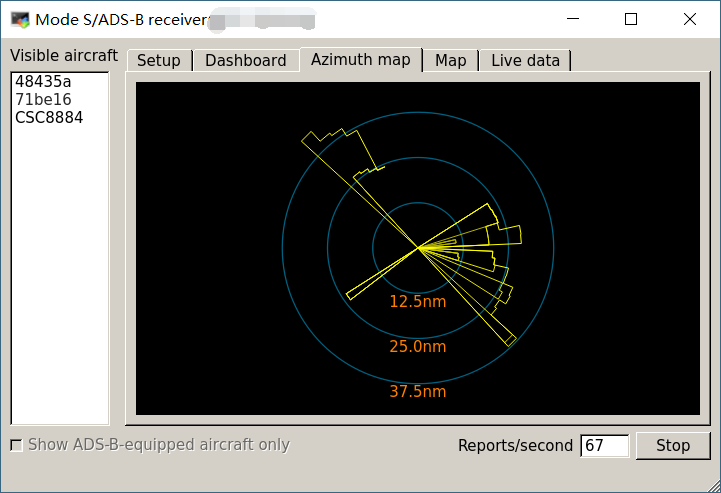 Mode S/ADS-B receiver:
Visible aircraft
Setup Dashboard Azimuth map Map Live data
48435a
71be16
CSC8884
12.5nm
25.0nm
37.5nm
Show ADS-B-equipped aircraft only Reports/second 67 Stop